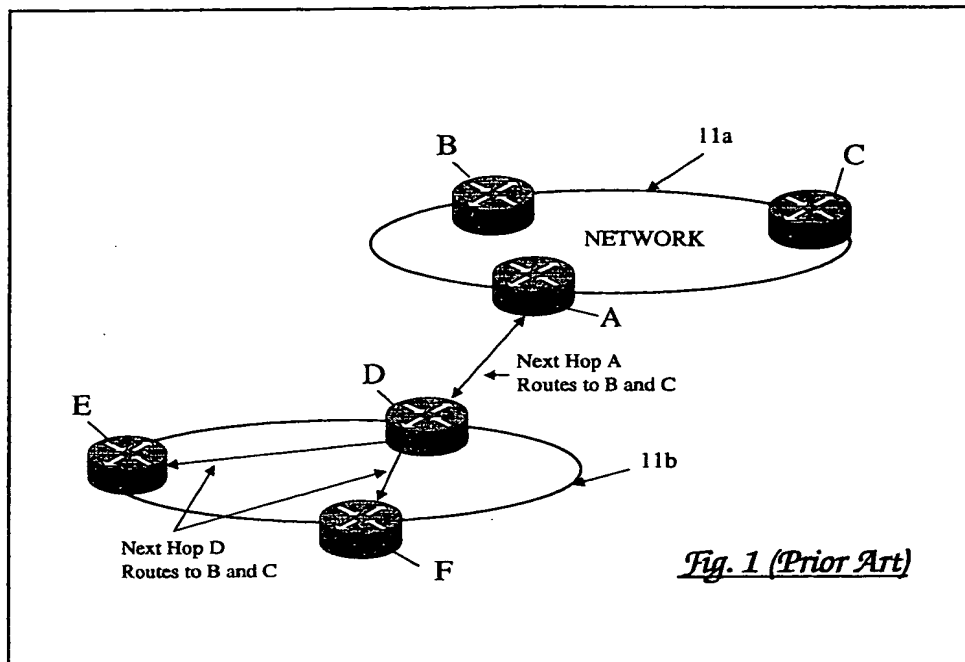 11a
B
C
NETWORK
A
Next Hop A
Routes to B and C
D
E
11b
Next Hop D
Routes to B and C
F
Fig. 1 (Prior Art)